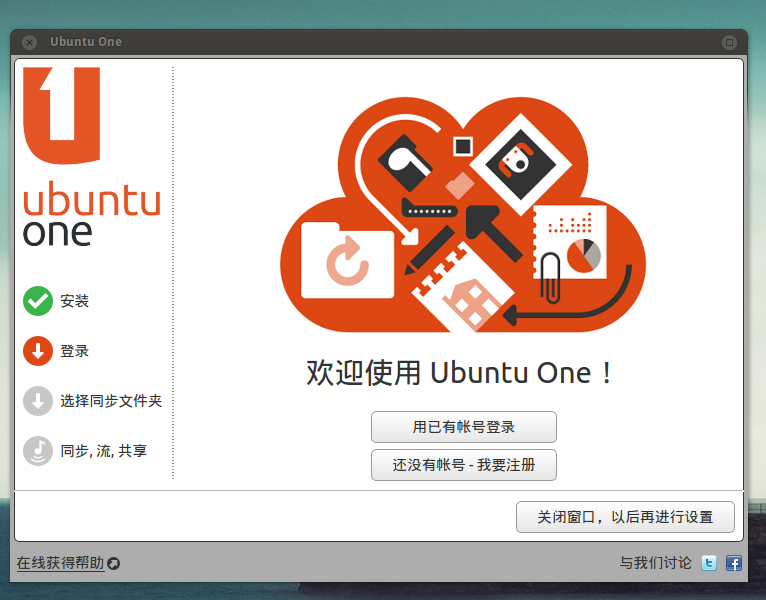 Ubuntu One
ubuntu
one
安装
登录
选择同步文件夹
同步, 流, 共享
欢迎使用 Ubuntu One！
用已有帐号登录
还没有帐号 - 我要注册
关闭窗口，以后再进行设置
在线获得帮助
与我们讨论